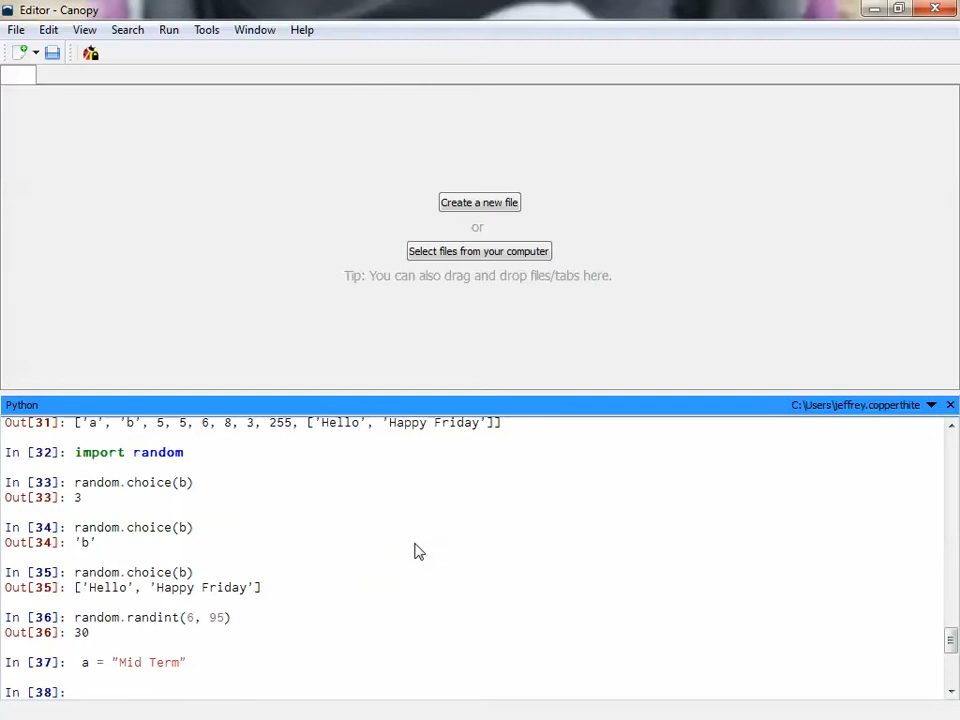 Editor - Canopy
File Edit View Search Run Tools Window Help
Create a new file
or
Select files from your computer
Tip: You can also drag and drop files/tabs here.
Python C:\Users\jeffrey.copperthite
Out[31]: ['a', 'b', 5, 5, 6, 8, 3, 255, ['Hello', 'Happy Friday']]
In [32]: import random
In [33]: random.choice(b)
Out[33]: 3
In [34]: random.choice(b)
Out[34]: 'b'
In [35]: random.choice(b)
Out[35]: ['Hello', 'Happy Friday']
In [36]: random.randint(6, 95)
Out[36]: 30
In [37]:  a = "Mid Term"
In [38]: